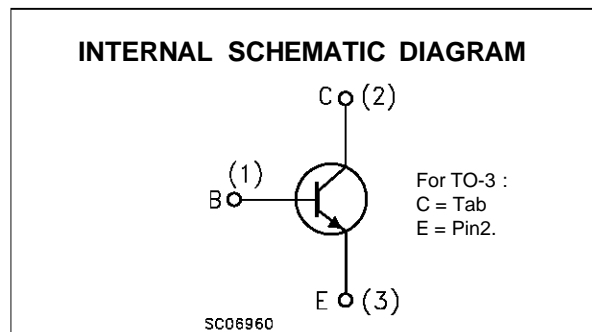 INTERNAL SCHEMATIC DIAGRAM
C (2)
(1)
B
For TO-3 :
C = Tab
E = Pin2.
E (3)
SC06960